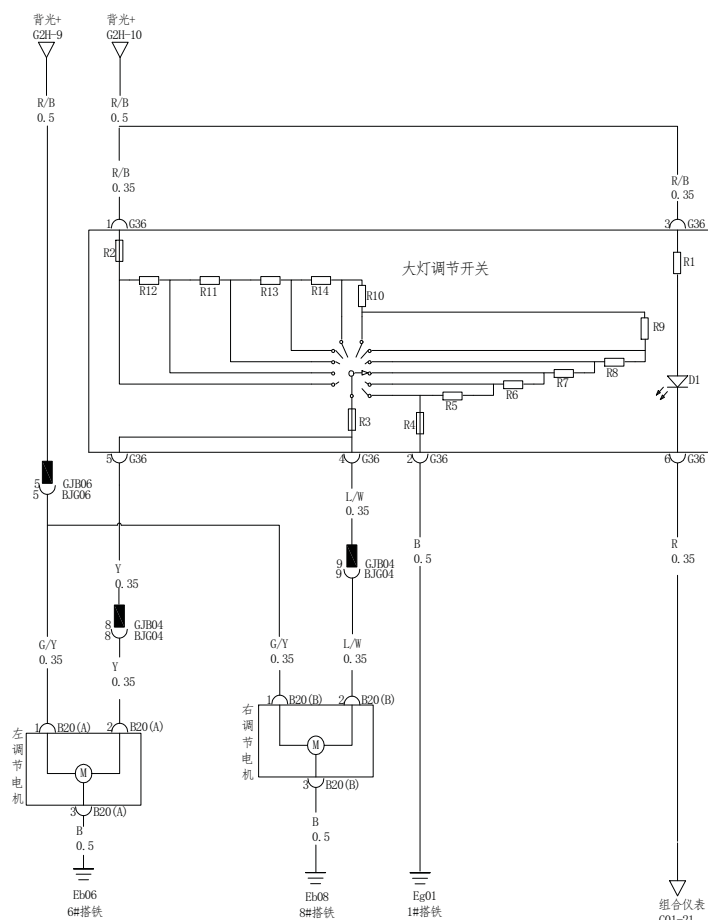 背光+
G2H-9
背光+
G2H-10
R/B
0.5
R/B
0.5
R/B
0.35
R/B
0.35
1 G36
3 G36
R2
大灯调节开关
R1
R12
R11
R13
R14
R10
R9
R8
R7
R6
R5
D1
R3
R4
5 G36
4 G36
2 G36
6 G36
5 GJB06
5 BJG06
L/W
0.35
B
0.5
R
0.35
9 GJB04
9 BJG04
Y
0.35
8 GJB04
8 BJG04
G/Y
0.35
Y
0.35
G/Y
0.35
L/W
0.35
1 B20(A)
2 B20(A)
1 B20(B)
2 B20(B)
左调节电机
M
右调节电机
M
3 B20(A)
3 B20(B)
B
0.5
B
0.5
Eb06
6#搭铁
Eb08
8#搭铁
Eg01
1#搭铁
组合仪表
G01-21